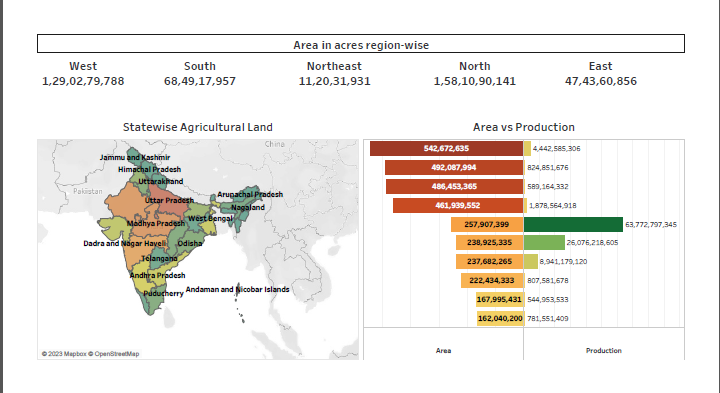 Area in acres region-wise
West South Northeast North East
1,29,02,79,788 68,49,17,957 11,20,31,931 1,58,10,90,141 47,43,60,856
Statewise Agricultural Land
China
Jammu and Kashmir
Himachal Pradesh
Uttarakhand
Pakistan
Arunachal Pradesh
Uttar Pradesh
Nagaland
West Bengal
Madhya Pradesh
Dadra and Nagar Haveli
Odisha
Telangana
Andhra Pradesh
Andaman and Nicobar Islands
Puducherry
© 2023 Mapbox © OpenStreetMap
Area vs Production
542,672,635 4,442,585,306
492,087,994 824,851,676
486,453,365 589,164,332
461,939,552 1,878,564,918
257,907,399 63,772,797,345
238,925,335 26,076,218,605
237,682,265 8,941,179,120
222,434,333 807,581,678
167,995,431 544,953,533
162,040,200 781,551,409
Area Production